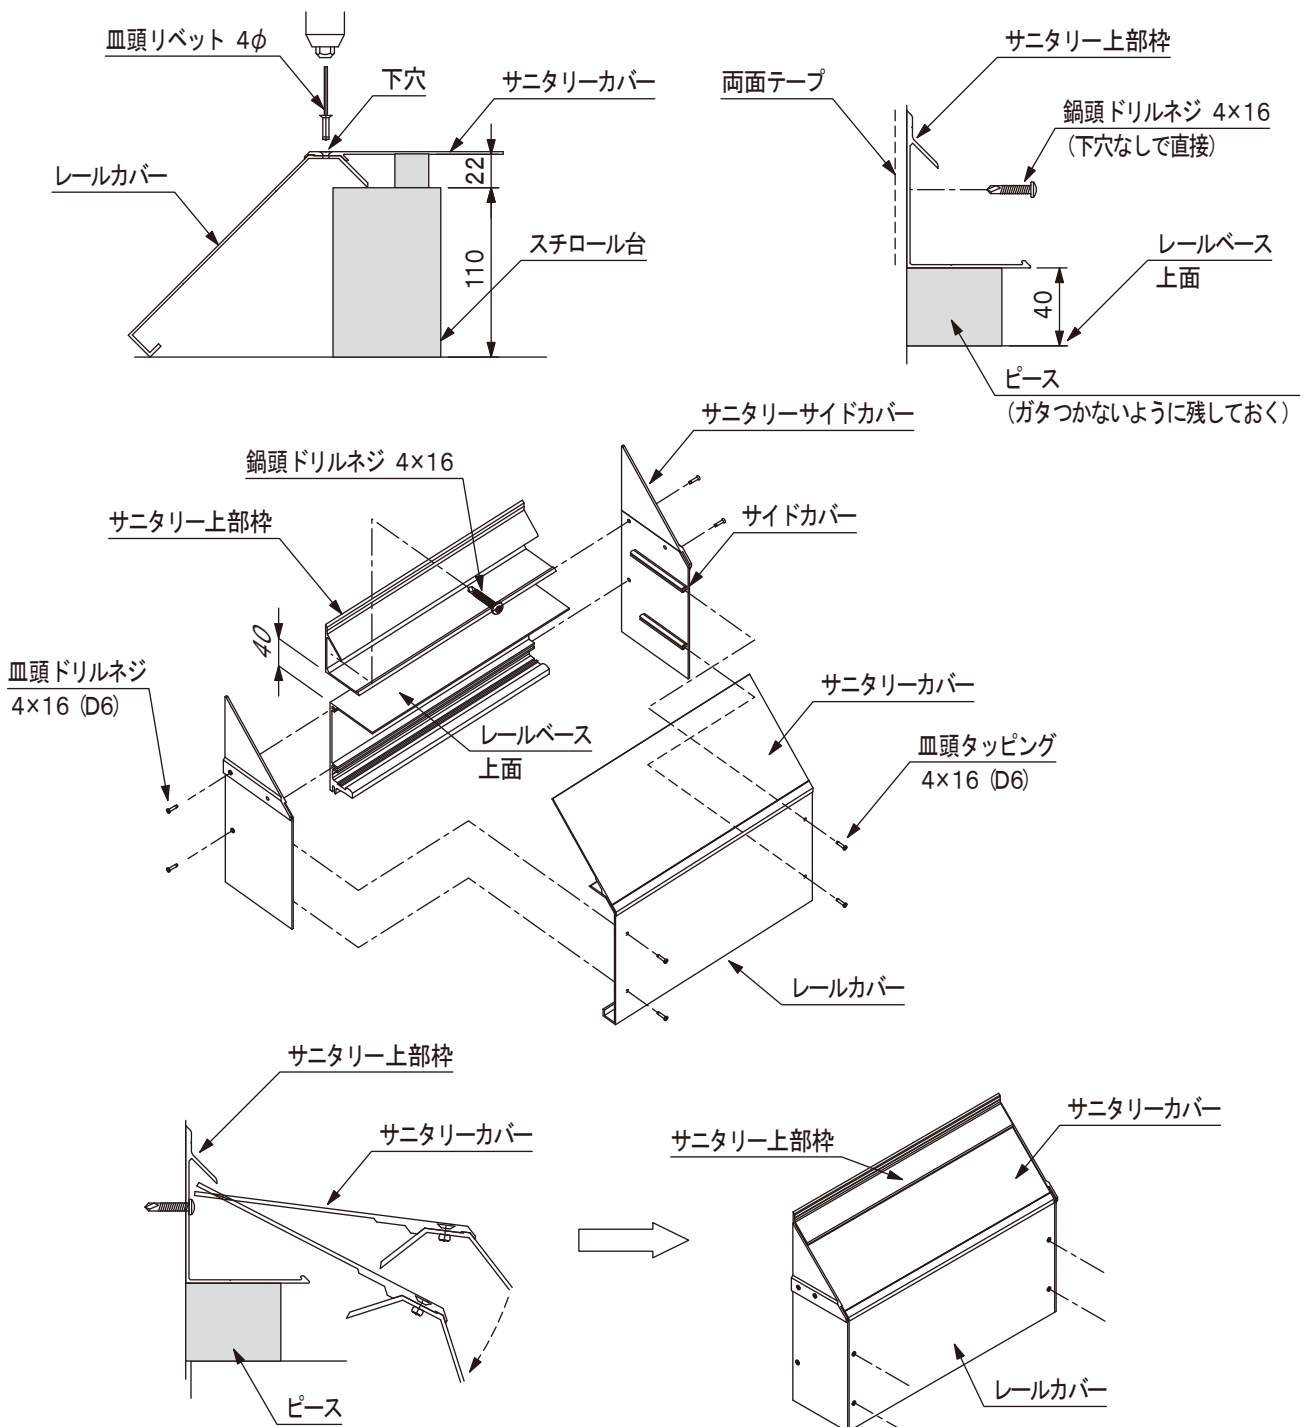 皿頭リベット 4φ
下穴
サニタリーカバー
レールカバー
22
スチロール台
110
サニタリー上部枠
両面テープ
鍋頭ドリルネジ 4×16
(下穴なしで直接)
レールベース
上面
40
ピース
(ガタつかないように残しておく)
サニタリーサイドカバー
鍋頭ドリルネジ 4×16
サイドカバー
サニタリー上部枠
40
皿頭ドリルネジ
4×16 (D6)
サニタリーカバー
レールベース
上面
皿頭タッピング
4×16 (D6)
レールカバー
サニタリー上部枠
サニタリーカバー
ピース
サニタリーカバー
サニタリー上部枠
レールカバー